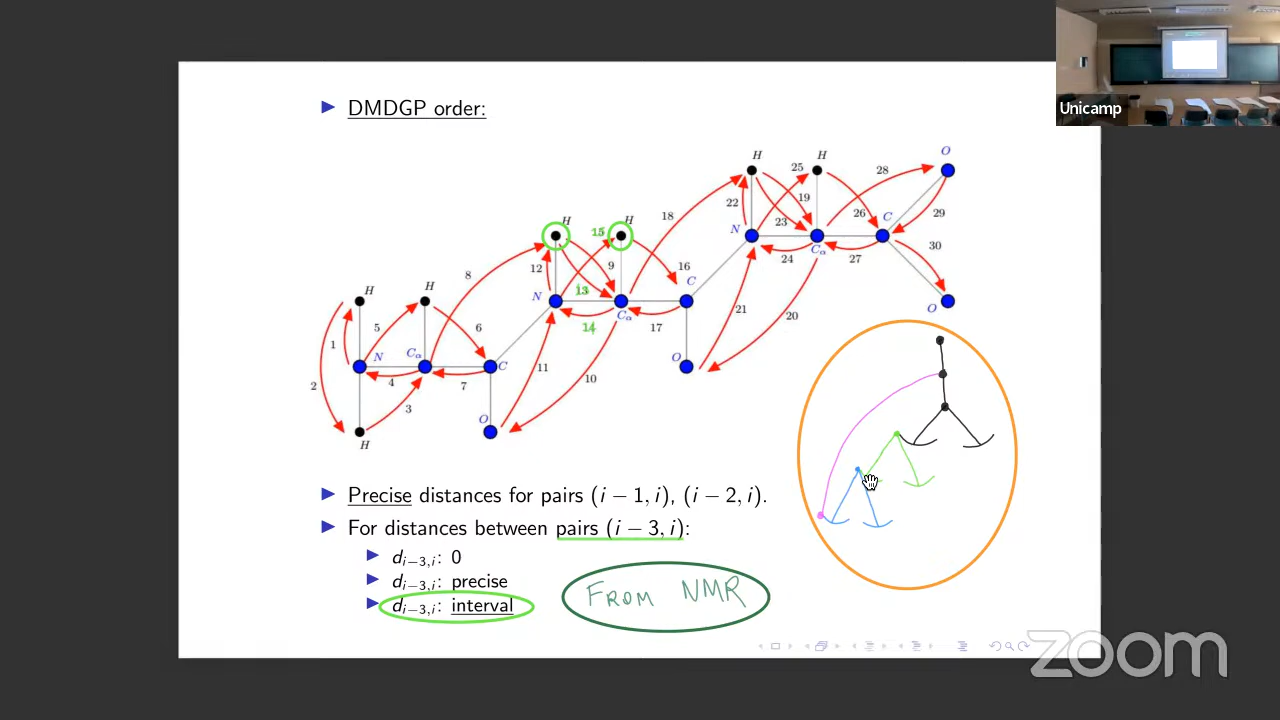 DMDGP order:
Unicamp
O
H 25 H 28
19
22 26 C 29
18 N 23
H 15 H Cα 30
8 9 16 24 27
12 C
13 O
N Cα
H H 14 17 21 20
5 6
1 N Cα C O
11 10
2 4 7
3 O
H
Precise distances for pairs (i − 1, i), (i − 2, i).
For distances between pairs (i − 3, i):
dᵢ₋₃,ᵢ: 0
dᵢ₋₃,ᵢ: precise
dᵢ₋₃,ᵢ: interval
FROM NMR
zoom